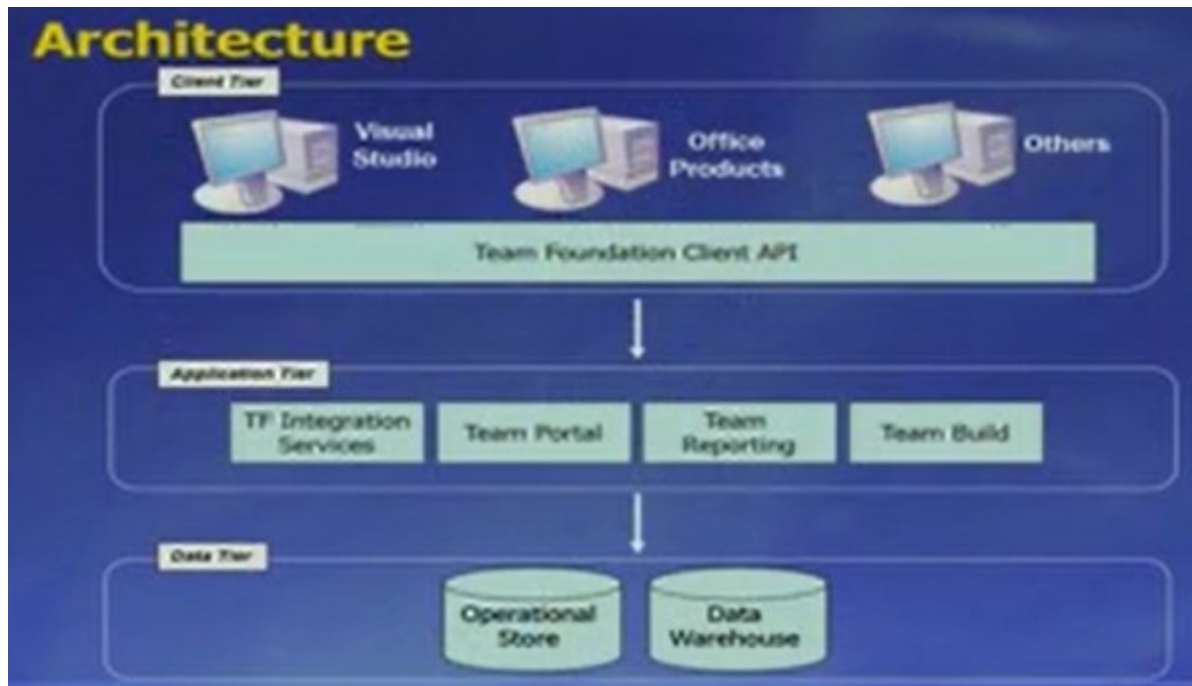 Architecture
Client Tier
Visual
Studio
Office
Products
Others
Team Foundation Client API
Application Tier
TF Integration
Services
Team Portal
Team
Reporting
Team Build
Data Tier
Operational
Store
Data
Warehouse